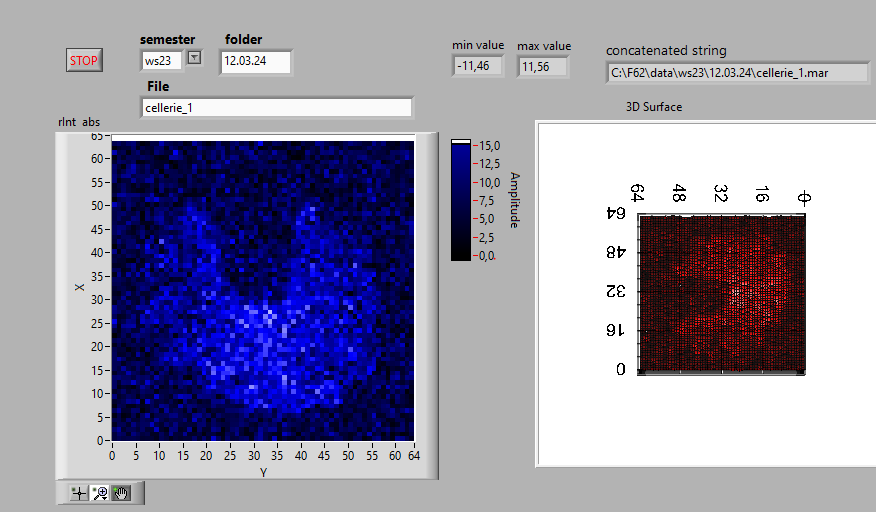 semester
folder
min value
max value
concatenated string
STOP
ws23
12.03.24
-11,46
11,56
C:\F62\data\ws23\12.03.24\cellerie_1.mar
File
cellerie_1
3D Surface
rInt abs
65
60
55
50
45
40
35
30
25
20
15
10
5
0
X
0 5 10 15 20 25 30 35 40 45 50 55 60 64
Y
15,0
12,5
10,0
7,5
5,0
2,5
0,0
Amplitude
64 48 32 16 0
64
48
32
16
0